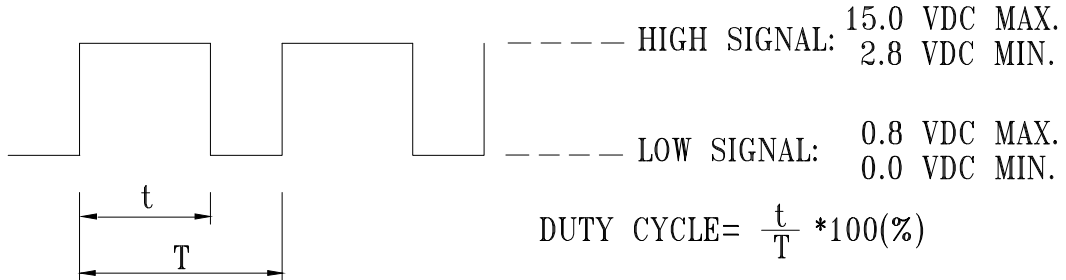 HIGH SIGNAL: 15.0 VDC MAX.
2.8 VDC MIN.
LOW SIGNAL: 0.8 VDC MAX.
0.0 VDC MIN.
t
T
DUTY CYCLE= t/T *100(%)